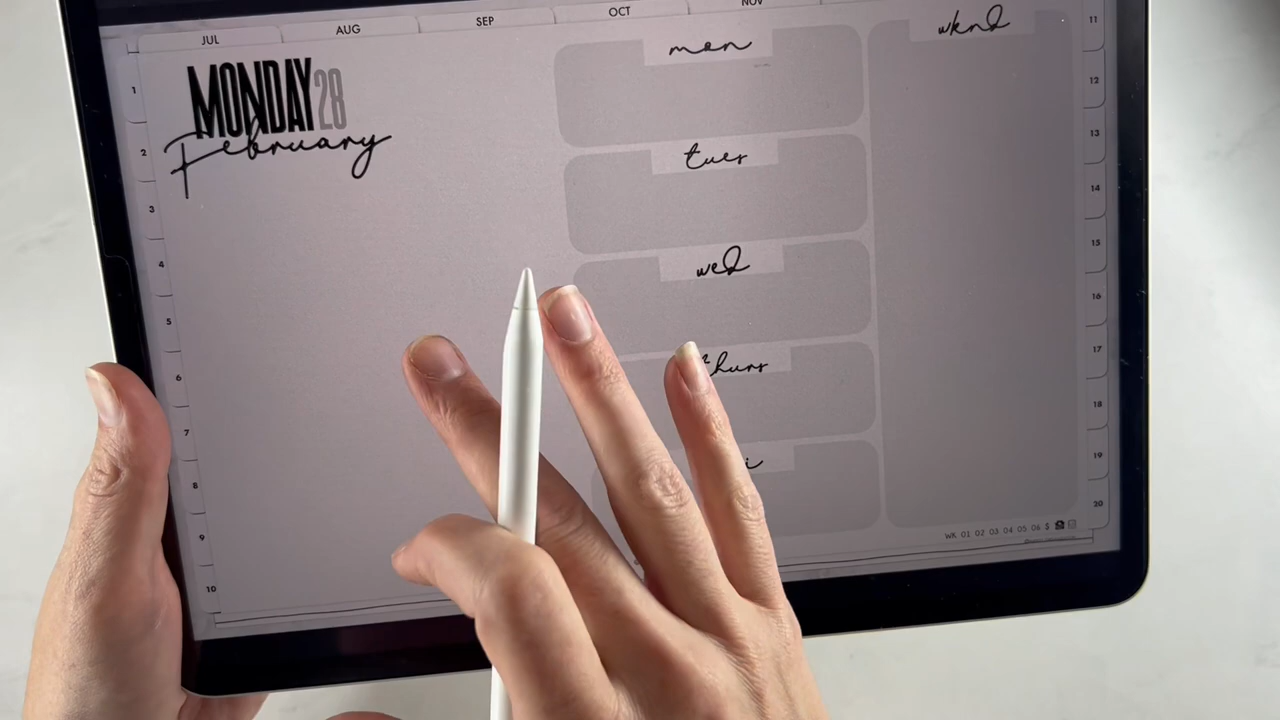 JUL AUG SEP OCT NOV
MONDAY 28
February
mon
tues
wed
thurs
wknd
1
2
3
4
5
6
7
8
9
10
11
12
13
14
15
16
17
18
19
20
WK 01 02 03 04 05 06 $